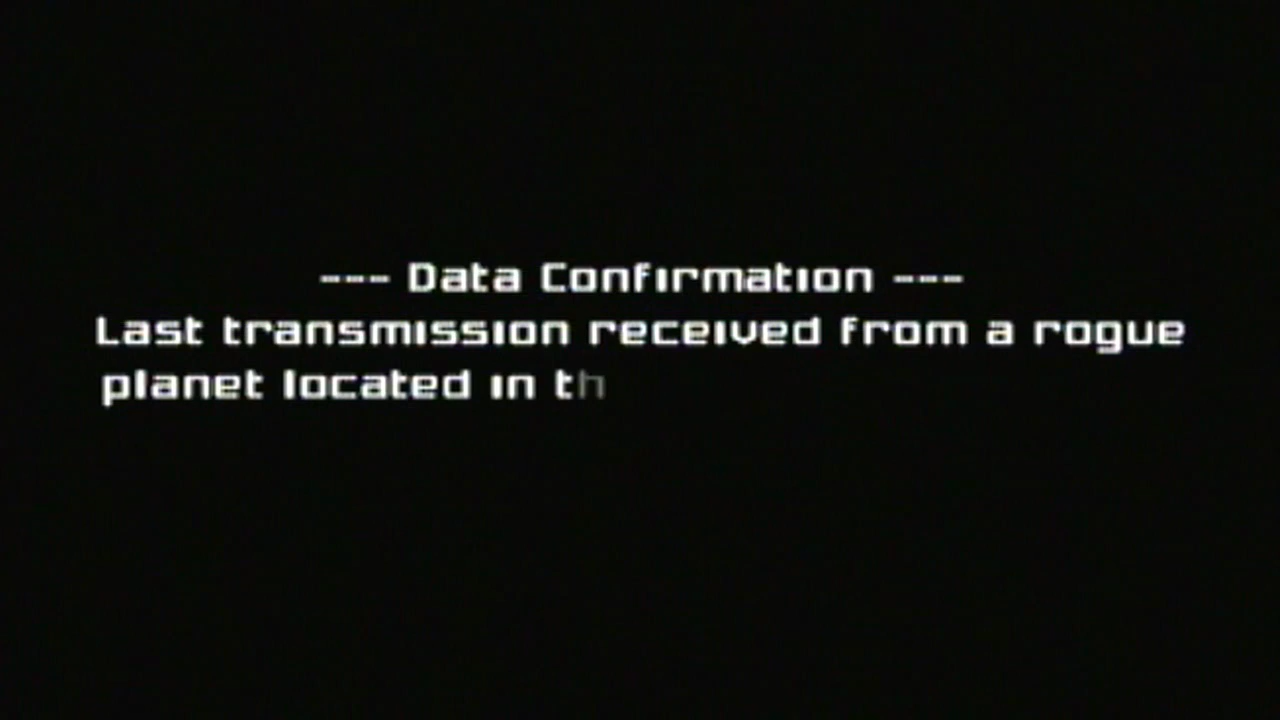 --- Data Confirmation ---
Last transmission received from a rogue
planet located in th